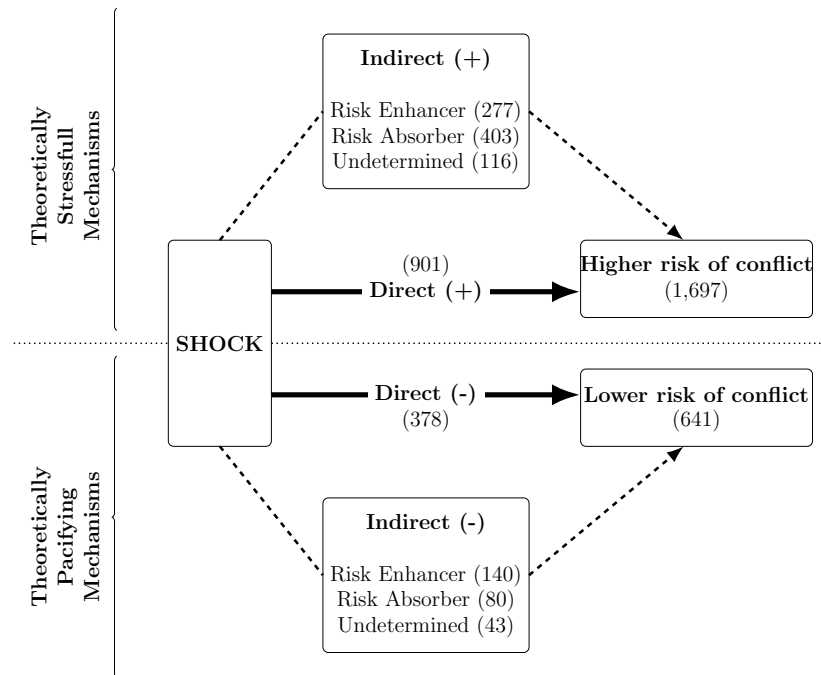 Theoretically
Stressfull
Mechanisms
Indirect (+)
Risk Enhancer (277)
Risk Absorber (403)
Undetermined (116)
(901)
Direct (+)
Higher risk of conflict
(1,697)
SHOCK
Direct (-)
(378)
Lower risk of conflict
(641)
Theoretically
Pacifying
Mechanisms
Indirect (-)
Risk Enhancer (140)
Risk Absorber (80)
Undetermined (43)